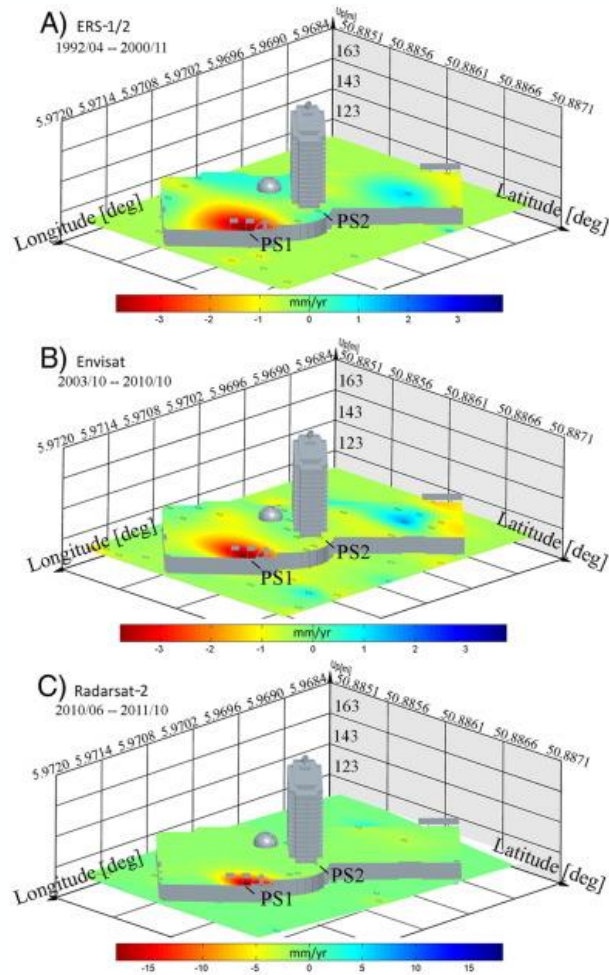 A) ERS-1/2
1992/04 -- 2000/11
Up[m]
163
143
123
5.9720 5.9714 5.9708 5.9702 5.9696 5.9690 5.9684
50.8851 50.8856 50.8861 50.8866 50.8871
Longitude [deg]
Latitude [deg]
PS1
PS2
mm/yr
-3 -2 -1 0 1 2 3
B) Envisat
2003/10 -- 2010/10
Up[m]
163
143
123
5.9720 5.9714 5.9708 5.9702 5.9696 5.9690 5.9684
50.8851 50.8856 50.8861 50.8866 50.8871
Longitude [deg]
Latitude [deg]
PS1
PS2
mm/yr
-3 -2 -1 0 1 2 3
C) Radarsat-2
2010/06 -- 2011/10
Up[m]
163
143
123
5.9720 5.9714 5.9708 5.9702 5.9696 5.9690 5.9684
50.8851 50.8856 50.8861 50.8866 50.8871
Longitude [deg]
Latitude [deg]
PS1
PS2
mm/yr
-15 -10 -5 0 5 10 15